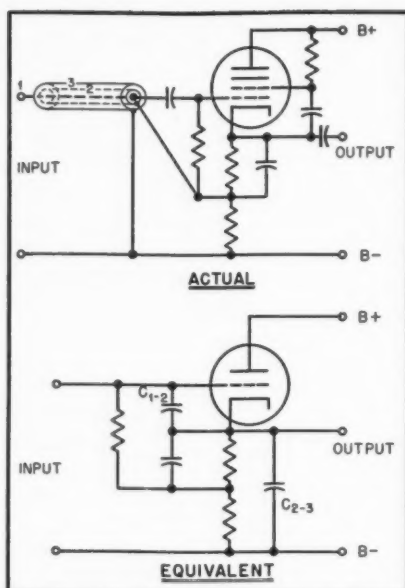 B+
1
3
2
INPUT
OUTPUT
B-
ACTUAL
B+
C1-2
INPUT
OUTPUT
C2-3
B-
EQUIVALENT